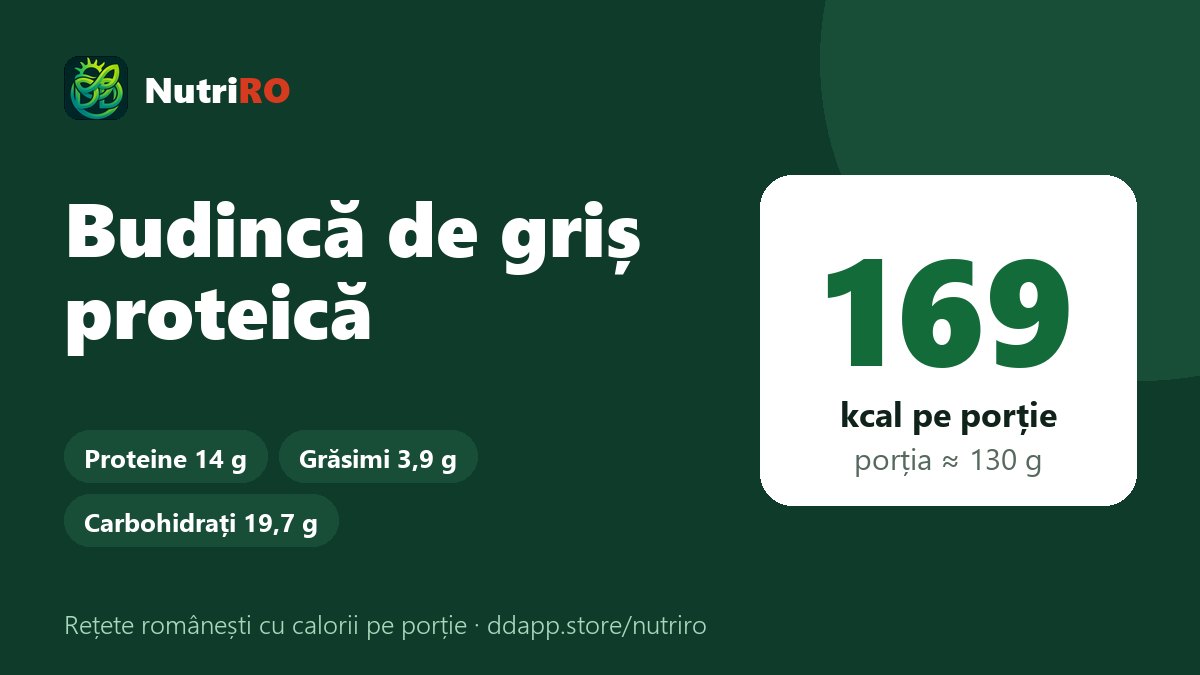 NutriRO
Budincă de griș
proteică
Proteine 14 g
Grăsimi 3,9 g
Carbohidrați 19,7 g
169
kcal pe porție
porția ≈ 130 g
Rețete românești cu calorii pe porție · ddapp.store/nutriro